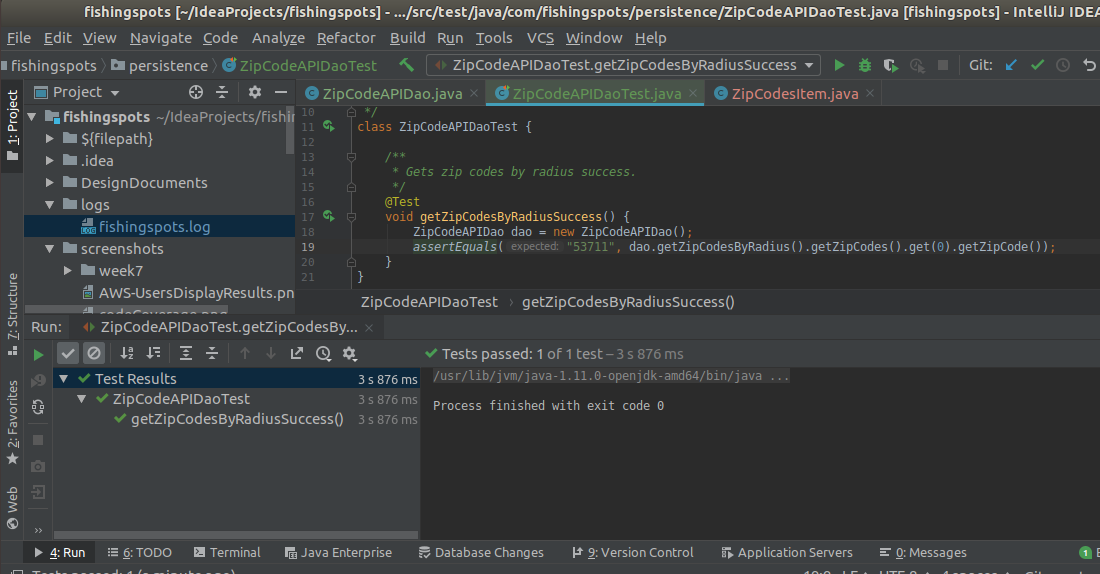 fishingspots [~/IdeaProjects/fishingspots] - .../src/test/java/com/fishingspots/persistence/ZipCodeAPIDaoTest.java [fishingspots] - IntelliJ IDEA
File Edit View Navigate Code Analyze Refactor Build Run Tools VCS Window Help
fishingspots persistence ZipCodeAPIDaoTest ZipCodeAPIDaoTest.getZipCodesByRadiusSuccess Git:
1: Project
Project
ZipCodeAPIDao.java ZipCodeAPIDaoTest.java ZipCodesItem.java
fishingspots ~/IdeaProjects/fishin
${filepath}
.idea
DesignDocuments
logs
fishingspots.log
screenshots
week7
AWS-UsersDisplayResults.pn
codeCoverage.png
10 */
11 class ZipCodeAPIDaoTest {
12
13 /**
14 * Gets zip codes by radius success.
15 */
16 @Test
17 void getZipCodesByRadiusSuccess() {
18 ZipCodeAPIDao dao = new ZipCodeAPIDao();
19 assertEquals( expected: "53711", dao.getZipCodesByRadius().getZipCodes().get(0).getZipCode());
20 }
21 }
ZipCodeAPIDaoTest › getZipCodesByRadiusSuccess()
7: Structure
2: Favorites
Web
Run: ZipCodeAPIDaoTest.getZipCodesBy...
Tests passed: 1 of 1 test – 3 s 876 ms
Test Results 3 s 876 ms
ZipCodeAPIDaoTest 3 s 876 ms
getZipCodesByRadiusSuccess() 3 s 876 ms
/usr/lib/jvm/java-1.11.0-openjdk-amd64/bin/java ...
Process finished with exit code 0
4: Run 6: TODO Terminal Java Enterprise Database Changes 9: Version Control Application Servers 0: Messages 1 E